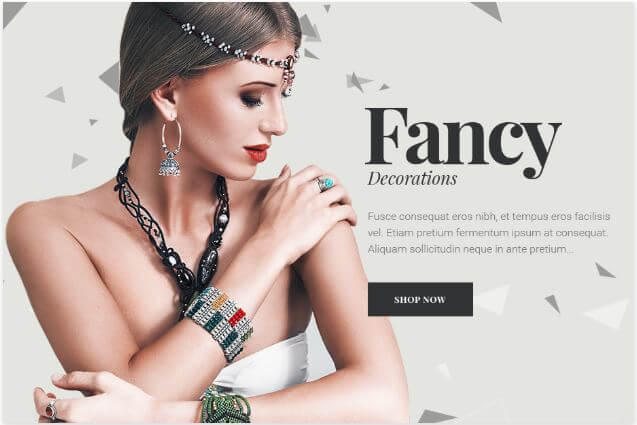 Fancy
Decorations
Fusce consequat eros nibh, et tempus eros facilisis
vel. Etiam pretium fermentum ipsum at consequat.
Aliquam sollicitudin neque in ante pretium...
SHOP NOW